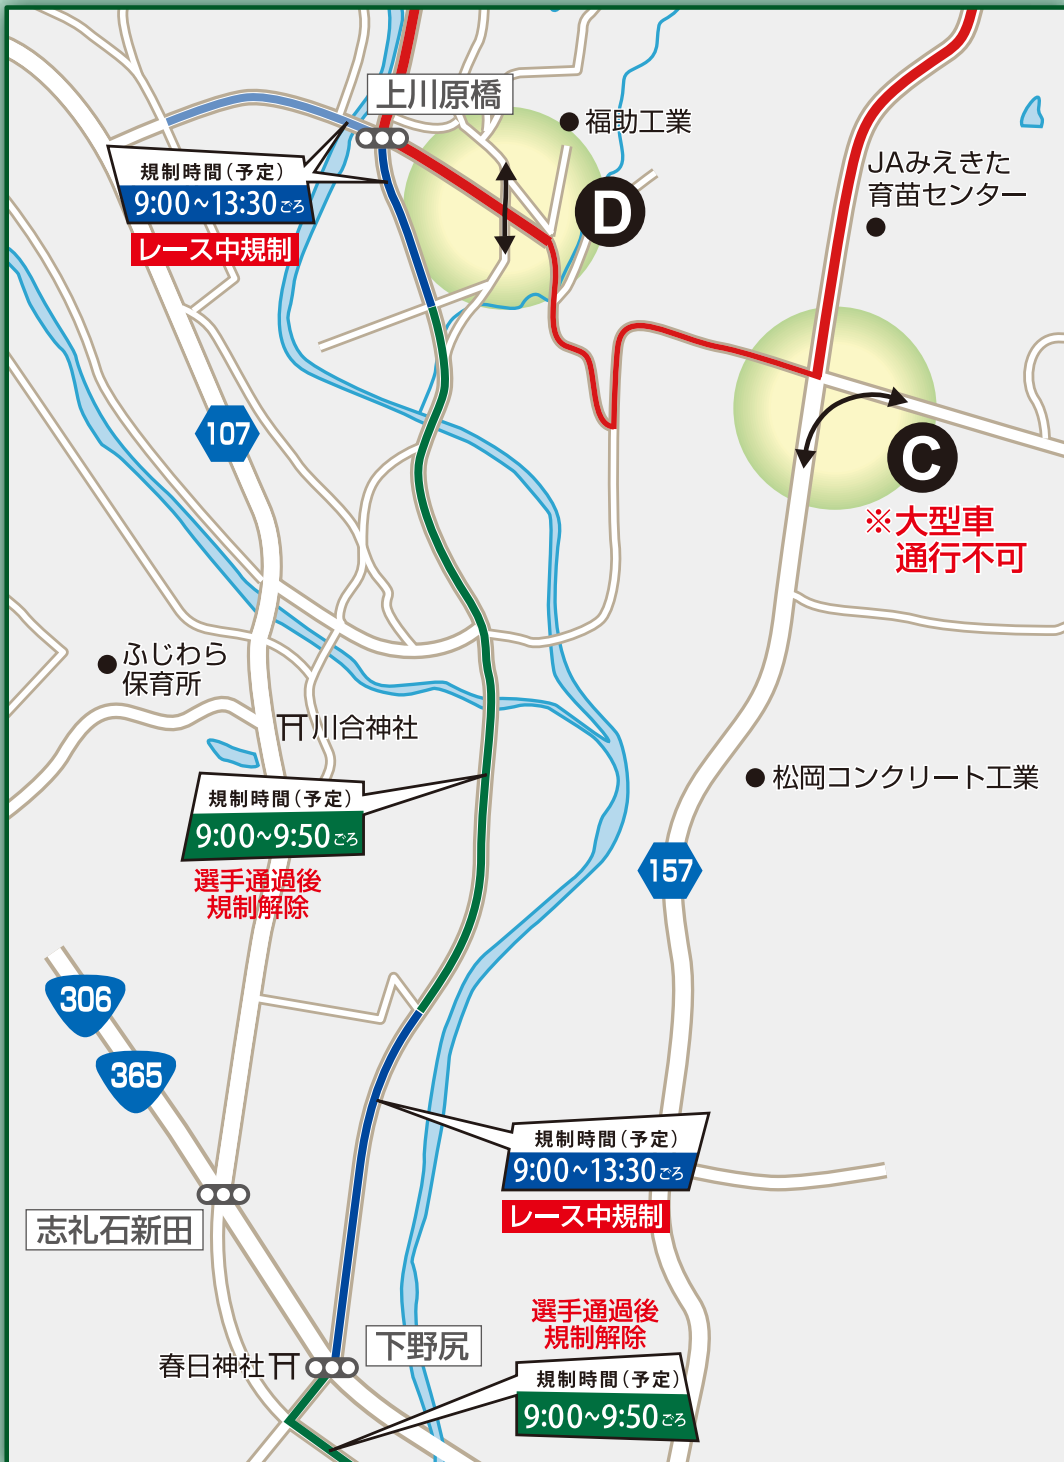 上川原橋
福助工業
規制時間（予定）
9:00～13:30ごろ
レース中規制
D
JAみえきた
育苗センター
107
C
※大型車
通行不可
ふじわら
保育所
川合神社
松岡コンクリート工業
規制時間（予定）
9:00～9:50ごろ
選手通過後
規制解除
157
306
365
規制時間（予定）
9:00～13:30ごろ
レース中規制
志礼石新田
選手通過後
規制解除
下野尻
春日神社
規制時間（予定）
9:00～9:50ごろ